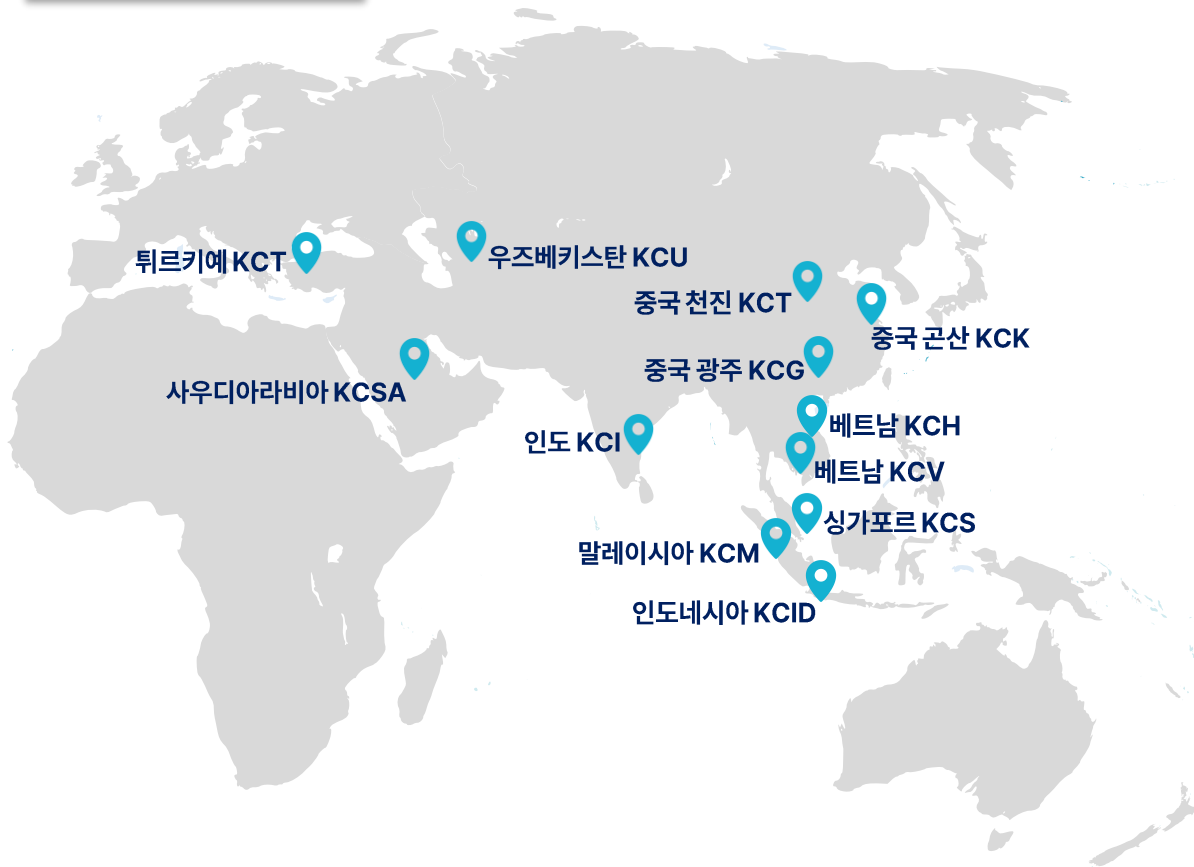 튀르키예 KCT
우즈베키스탄 KCU
중국 천진 KCT
중국 곤산 KCK
중국 광주 KCG
사우디아라비아 KCSA
인도 KCI
베트남 KCH
베트남 KCV
싱가포르 KCS
말레이시아 KCM
인도네시아 KCID